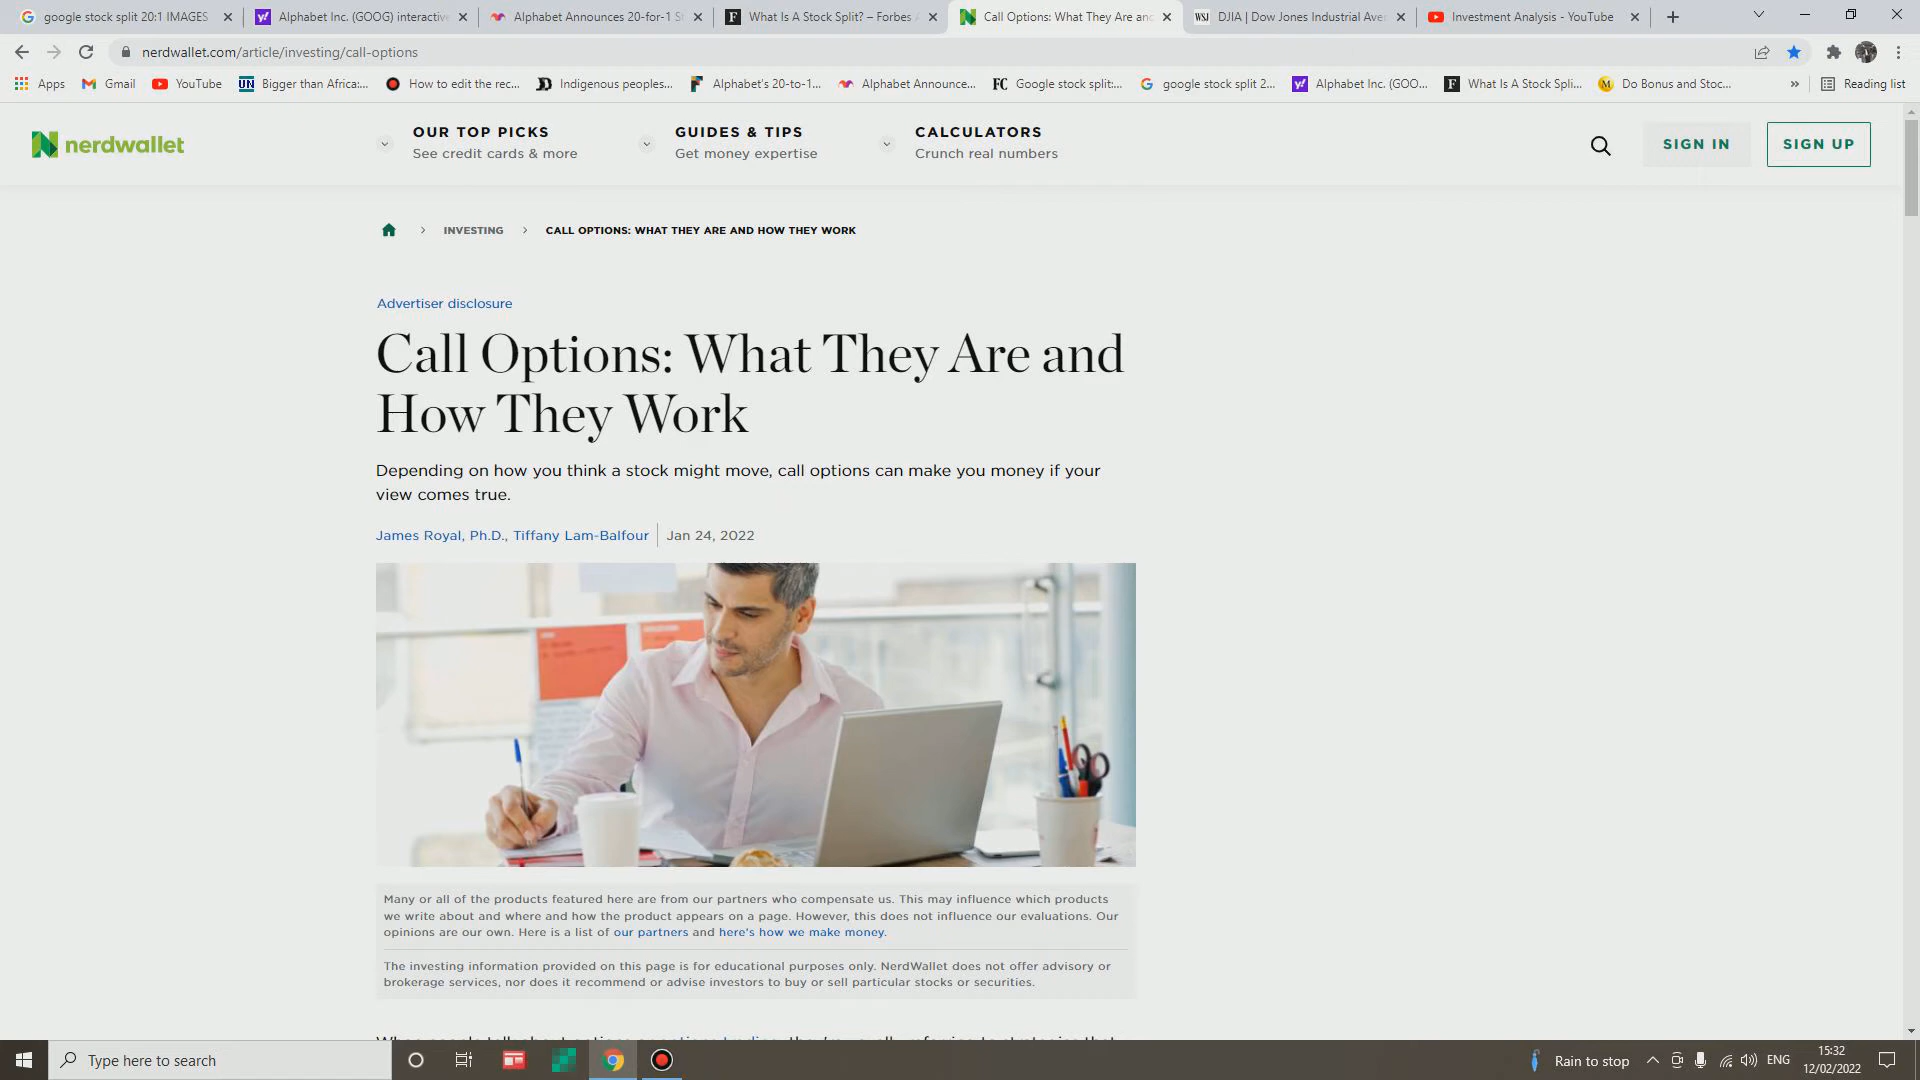 google stock split 20:1 IMAGES
Alphabet Inc. (GOOG) interactive
Alphabet Announces 20-for-1 S
What Is A Stock Split? – Forbes A
Call Options: What They Are and
DJIA | Dow Jones Industrial Aver
Investment Analysis - YouTube
nerdwallet.com/article/investing/call-options
Apps
Gmail
YouTube
UN Bigger than Africa:...
How to edit the rec...
Indigenous peoples...
Alphabet's 20-to-1...
Alphabet Announce...
FC Google stock split:...
google stock split 2...
Alphabet Inc. (GOO...
What Is A Stock Spli...
Do Bonus and Stoc...
Reading list
nerdwallet
OUR TOP PICKS
See credit cards & more
GUIDES & TIPS
Get money expertise
CALCULATORS
Crunch real numbers
SIGN IN
SIGN UP
INVESTING
CALL OPTIONS: WHAT THEY ARE AND HOW THEY WORK
Advertiser disclosure
Call Options: What They Are and
How They Work
Depending on how you think a stock might move, call options can make you money if your
view comes true.
James Royal, Ph.D., Tiffany Lam-Balfour
Jan 24, 2022
Many or all of the products featured here are from our partners who compensate us. This may influence which products
we write about and where and how the product appears on a page. However, this does not influence our evaluations. Our
opinions are our own. Here is a list of our partners and here's how we make money.
The investing information provided on this page is for educational purposes only. NerdWallet does not offer advisory or
brokerage services, nor does it recommend or advise investors to buy or sell particular stocks or securities.
Type here to search
Rain to stop
ENG
15:32
12/02/2022